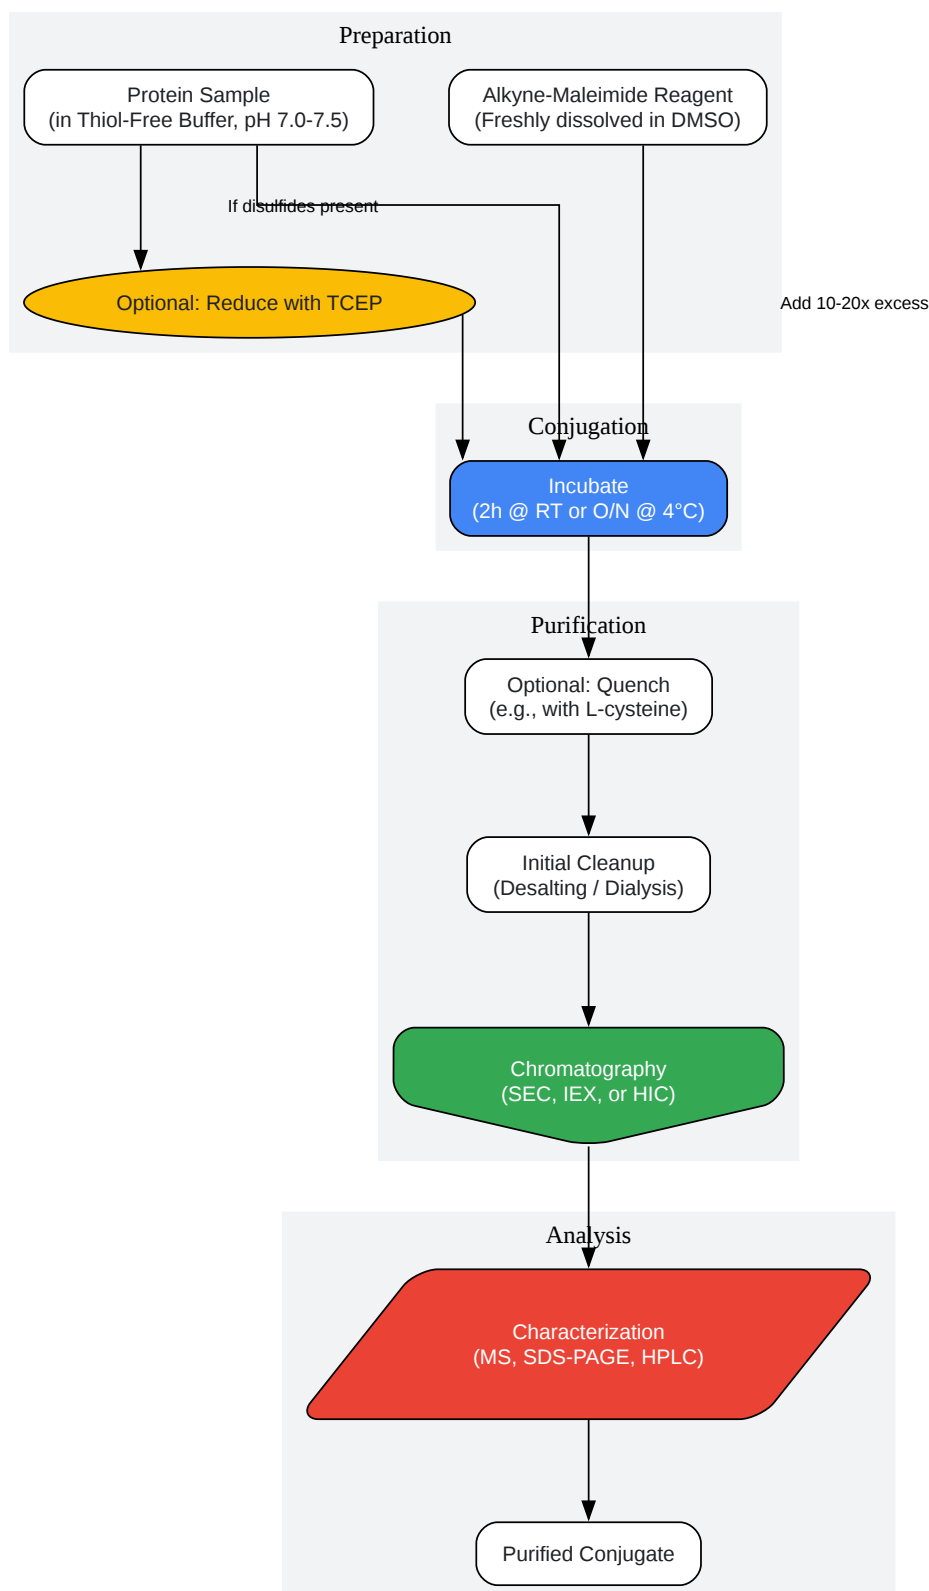 Preparation
Protein Sample
(in Thiol-Free Buffer, pH 7.0-7.5)
Alkyne-Maleimide Reagent
(Freshly dissolved in DMSO)
If disulfides present
Optional: Reduce with TCEP
Add 10-20x excess
Conjugation
Incubate
(2h @ RT or O/N @ 4°C)
Purification
Optional: Quench
(e.g., with L-cysteine)
Initial Cleanup
(Desalting / Dialysis)
Chromatography
(SEC, IEX, or HIC)
Analysis
Characterization
(MS, SDS-PAGE, HPLC)
Purified Conjugate